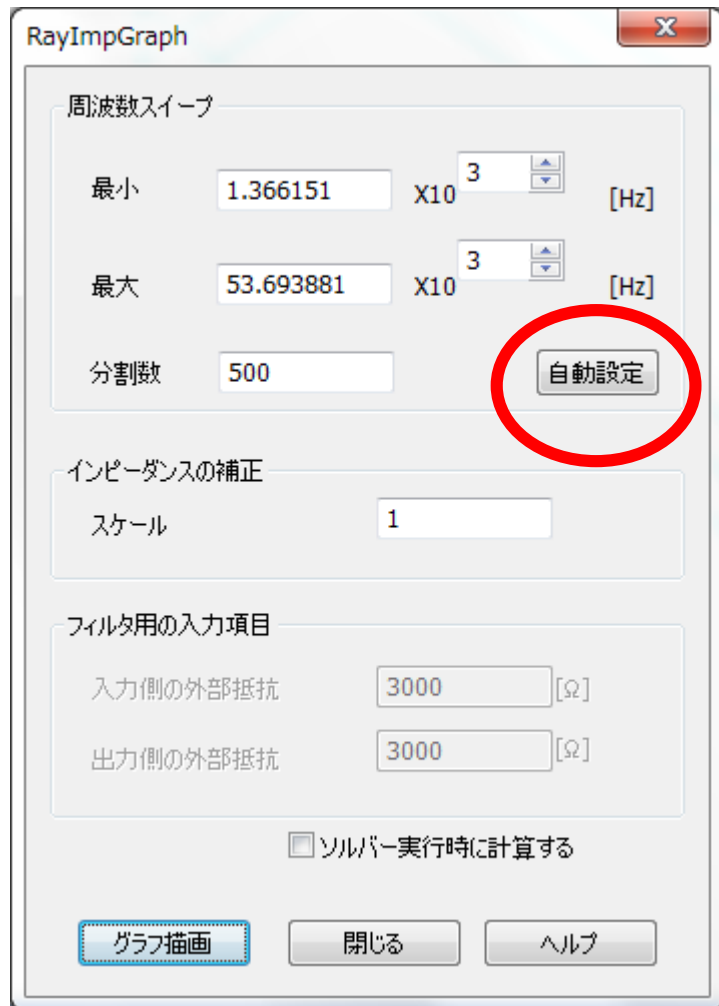 RayImpGraph
周波数スイープ
3
最小 1.366151 X10 [Hz]
3
最大 53.693881 X10 [Hz]
分割数 500 自動設定
インピーダンスの補正
スケール 1
フィルタ用の入力項目
入力側の外部抵抗 3000 [Ω]
出力側の外部抵抗 3000 [Ω]
ソルバー実行時に計算する
グラフ描画 閉じる ヘルプ